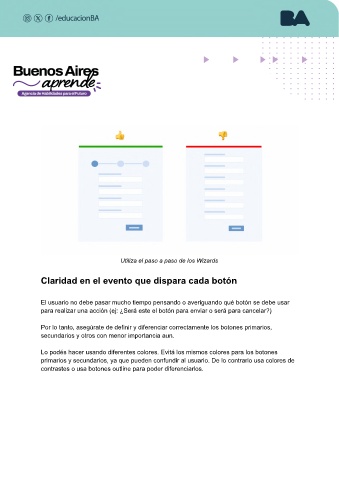 /educacionBA
BA
Buenos Aires
aprende
Agencia de Habilidades para el Futuro
Utiliza el paso a paso de los Wizards
Claridad en el evento que dispara cada botón
El usuario no debe pasar mucho tiempo pensando o averiguando qué botón se debe usar
para realizar una acción (ej: ¿Será este el botón para enviar o será para cancelar?)
Por lo tanto, asegúrate de definir y diferenciar correctamente los botones primarios,
secundarios y otros con menor importancia aun.
Lo podés hacer usando diferentes colores. Evitá los mismos colores para los botones
primarios y secundarios, ya que pueden confundir al usuario. De lo contrario usa colores de
contrastes o usa botones outline para poder diferenciarlos.